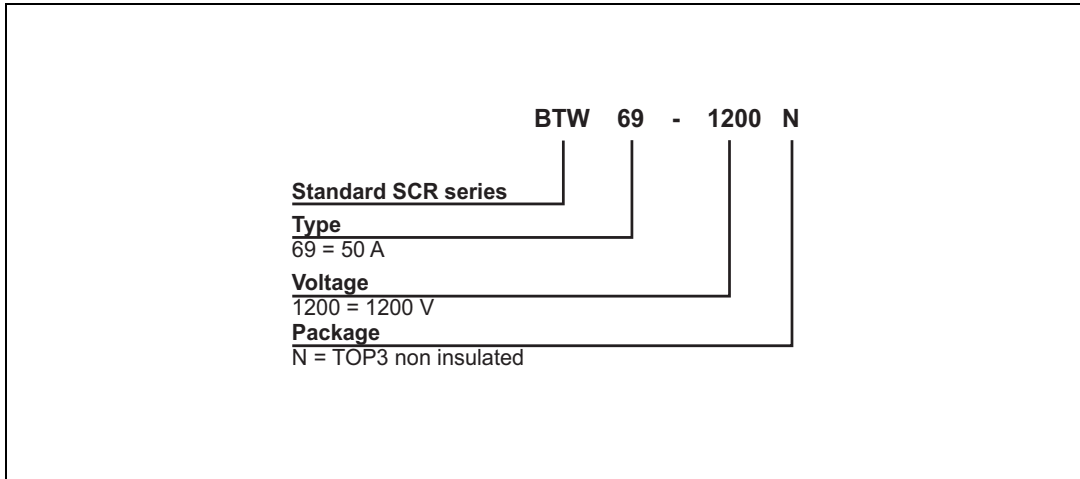 BTW 69 - 1200 N
Standard SCR series
Type
69 = 50 A
Voltage
1200 = 1200 V
Package
N = TOP3 non insulated